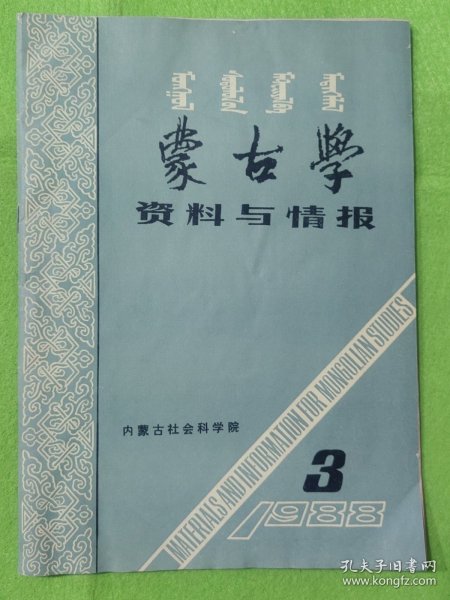 蒙古学
资料与情报
内蒙古社会科学院
MATERIALS AND INFORMATION FOR MONGOLIAN STUDIES
3
1988
孔夫子旧书网
www.kongfz.com